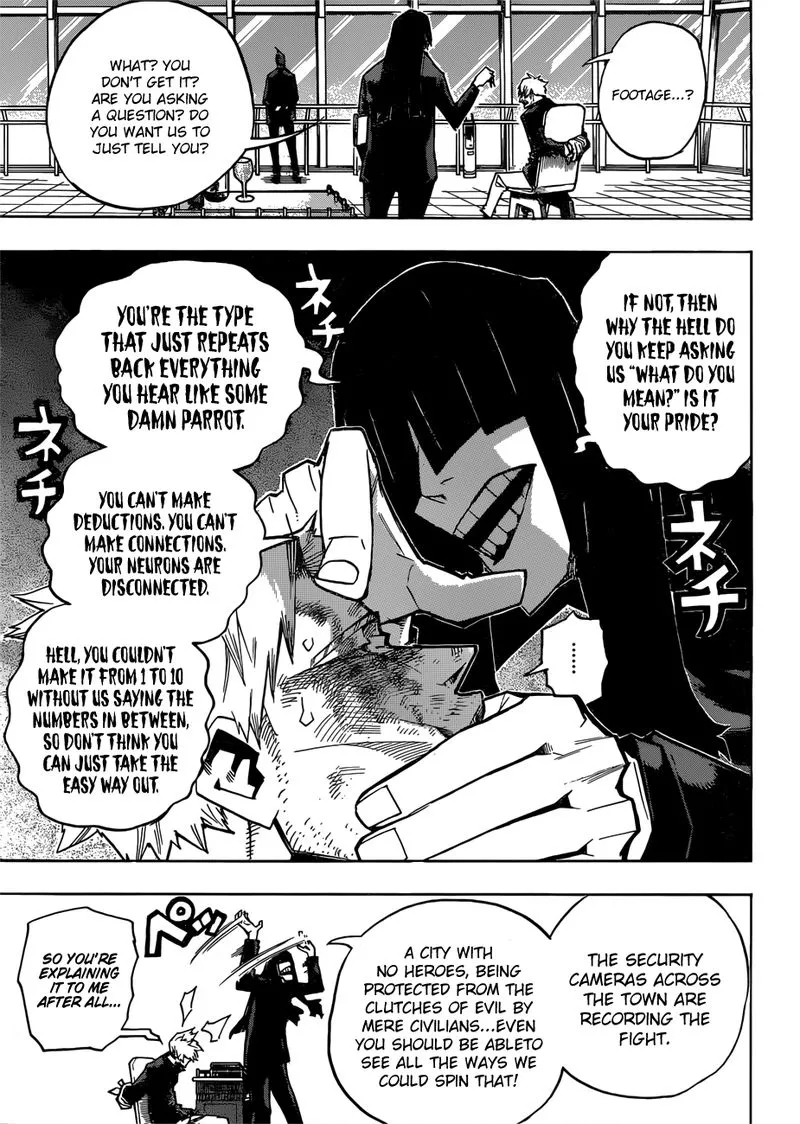 FOOTAGE...?
WHAT? YOU
DON'T GET IT?
ARE YOU ASKING
A QUESTION? DO
YOU WANT US TO
JUST TELL YOU?
IF NOT, THEN
WHY THE HELL DO
YOU KEEP ASKING
US "WHAT DO YOU
MEAN?" IS IT
YOUR PRIDE?
ネチ
YOU'RE THE TYPE
THAT JUST REPEATS
BACK EVERYTHING
YOU HEAR LIKE SOME
DAMN PARROT.
ネチ
ネチ
YOU CAN'T MAKE
DEDUCTIONS. YOU CAN'T
MAKE CONNECTIONS.
YOUR NEURONS ARE
DISCONNECTED.
......
HELL, YOU COULDN'T
MAKE IT FROM 1 TO 10
WITHOUT US SAYING THE
NUMBERS IN BETWEEN,
SO DON'T THINK YOU
CAN JUST TAKE THE
EASY WAY OUT.
THE SECURITY
CAMERAS ACROSS
THE TOWN ARE
RECORDING THE
FIGHT.
A CITY WITH
NO HEROES, BEING
PROTECTED FROM THE
CLUTCHES OF EVIL BY
MERE CIVILIANS...EVEN
YOU SHOULD BE ABLETO
SEE ALL THE WAYS WE
COULD SPIN THAT!
ペッ
SO YOU'RE
EXPLAINING
IT TO ME
AFTER ALL...